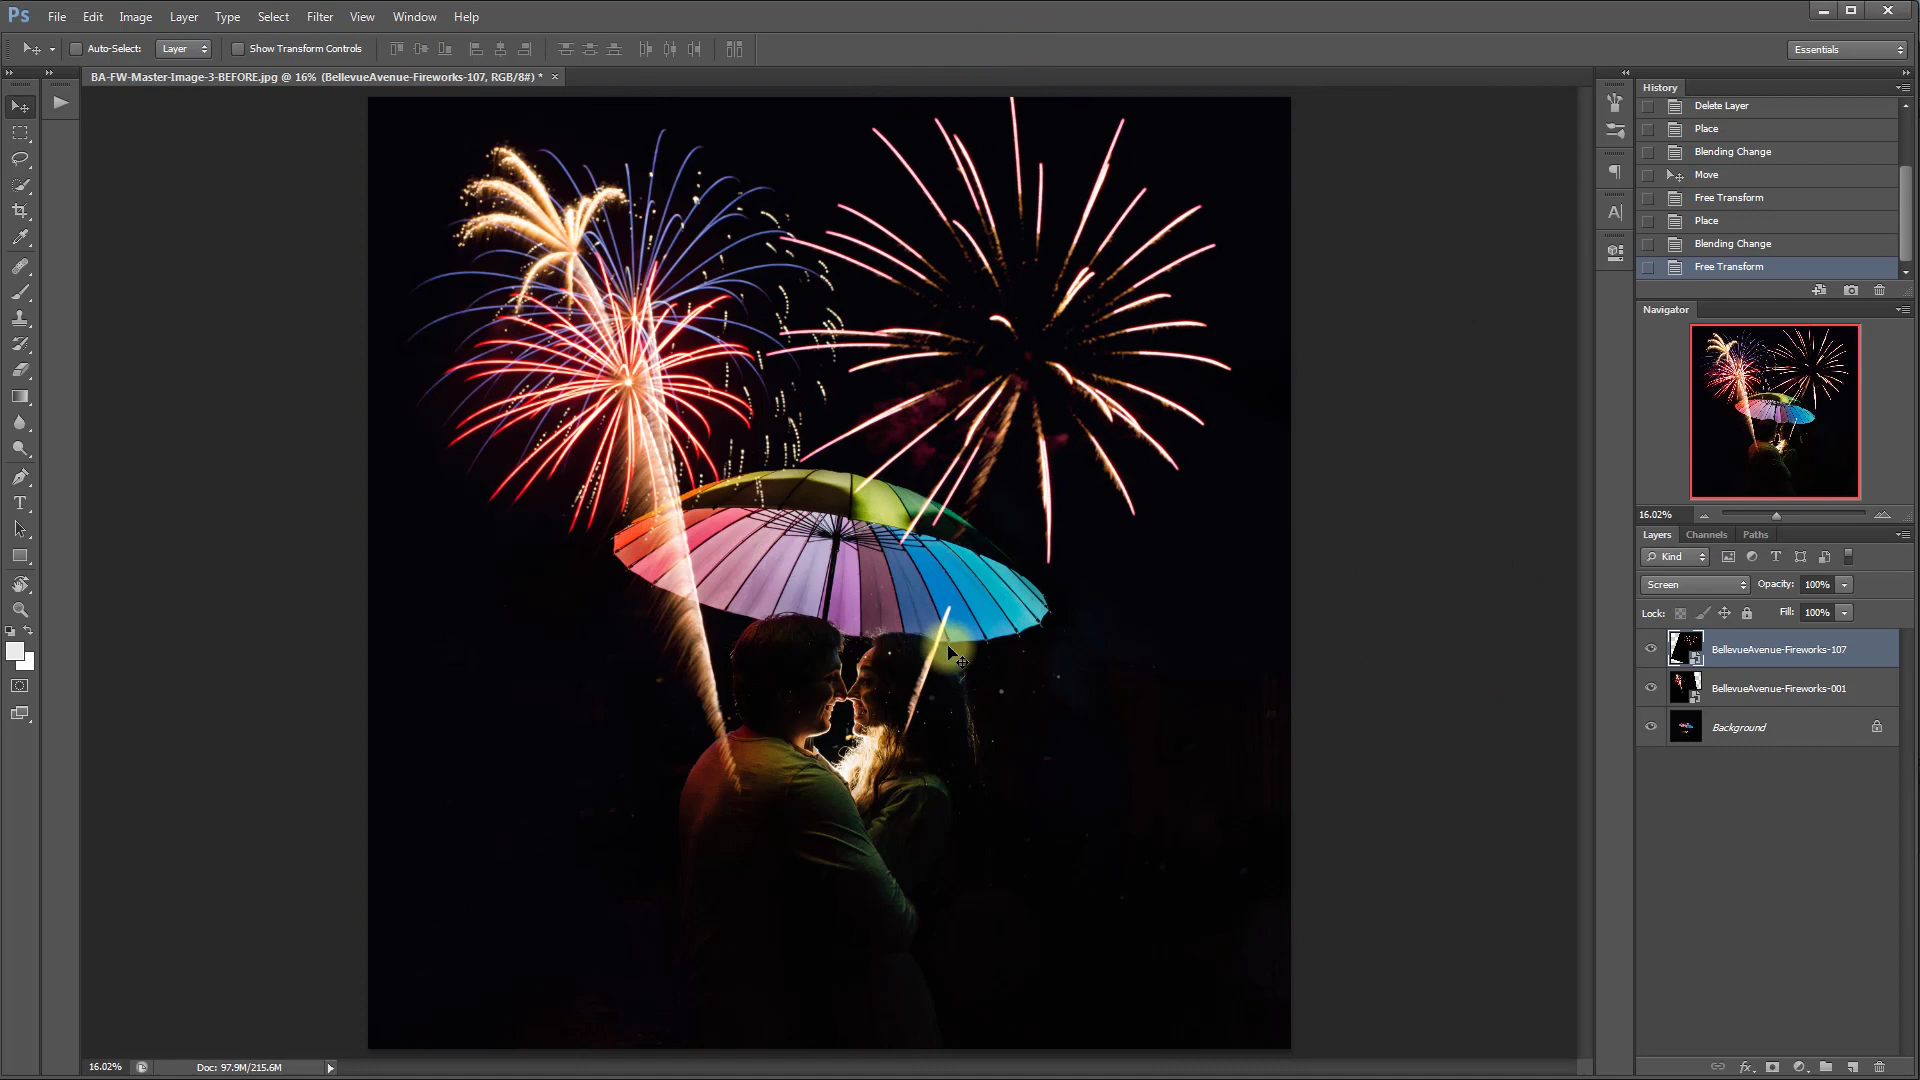 Ps File Edit Image Layer Type Select Filter View Window Help
Auto-Select: Layer Show Transform Controls Essentials
BA-FW-Master-Image-3-BEFORE.jpg @ 16% (BellevueAvenue-Fireworks-107, RGB/8#) *
History
Delete Layer
Place
Blending Change
Move
Free Transform
Place
Blending Change
Free Transform
Navigator
16.02%
Layers Channels Paths
Kind
Screen Opacity: 100%
Lock: Fill: 100%
BellevueAvenue-Fireworks-107
BellevueAvenue-Fireworks-001
Background
16.02% Doc: 97.9M/215.6M